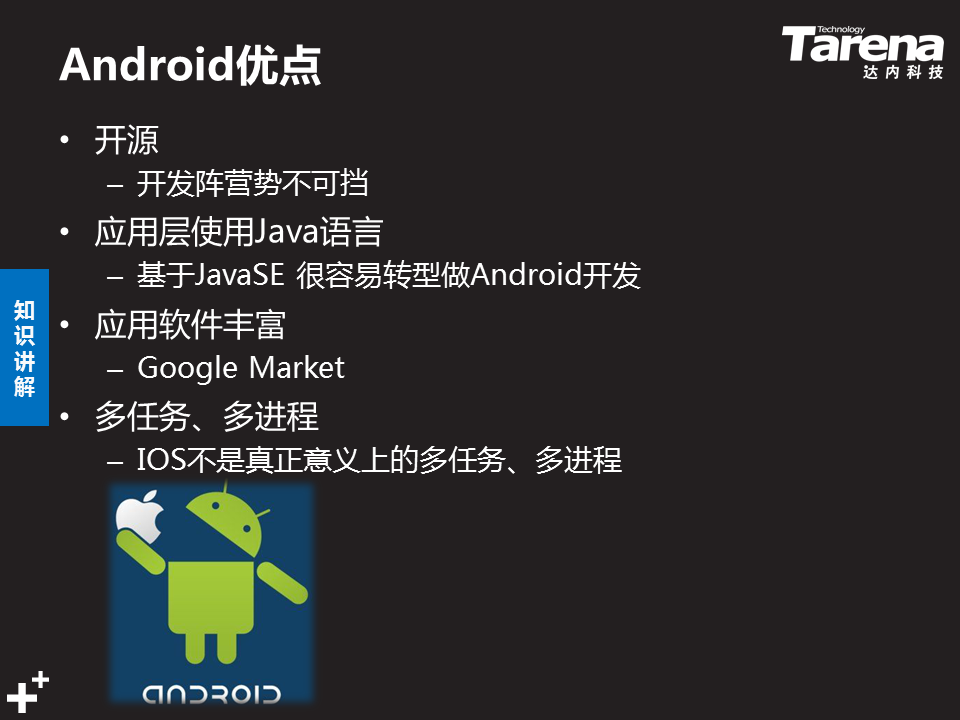 Android优点
Technology
Tarena
达内科技
• 开源
– 开发阵营势不可挡
• 应用层使用Java语言
– 基于JavaSE 很容易转型做Android开发
• 应用软件丰富
– Google Market
• 多任务、多进程
– IOS不是真正意义上的多任务、多进程
知识讲解
ANDROID